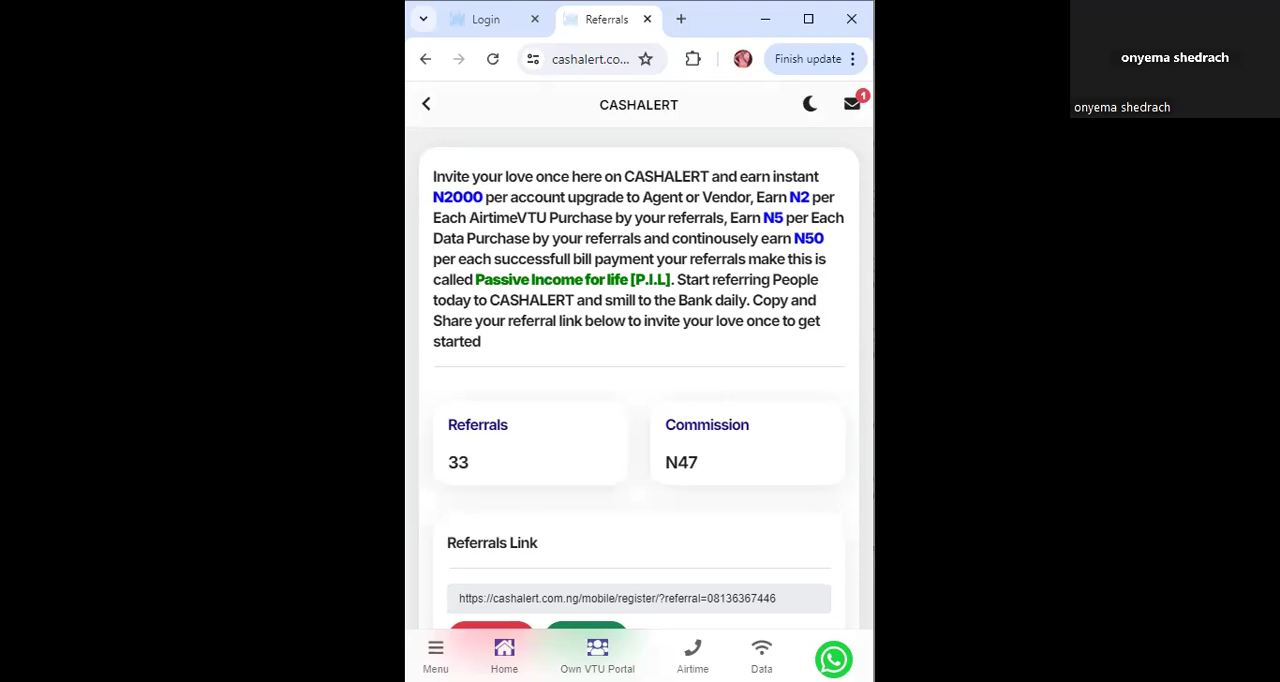 Login
Referrals
cashalert.co...
Finish update
onyema shedrach
onyema shedrach
CASHALERT
1
Invite your love once here on CASHALERT and earn instant
N2000 per account upgrade to Agent or Vendor, Earn N2 per
Each AirtimeVTU Purchase by your referrals, Earn N5 per Each
Data Purchase by your referrals and continousely earn N50
per each successfull bill payment your referrals make this is
called Passive Income for life [P.I.L]. Start referring People
today to CASHALERT and smill to the Bank daily. Copy and
Share your referral link below to invite your love once to get
started
Referrals
Commission
33
N47
Referrals Link
https://cashalert.com.ng/mobile/register/?referral=08136367446
Menu
Home
Own VTU Portal
Airtime
Data